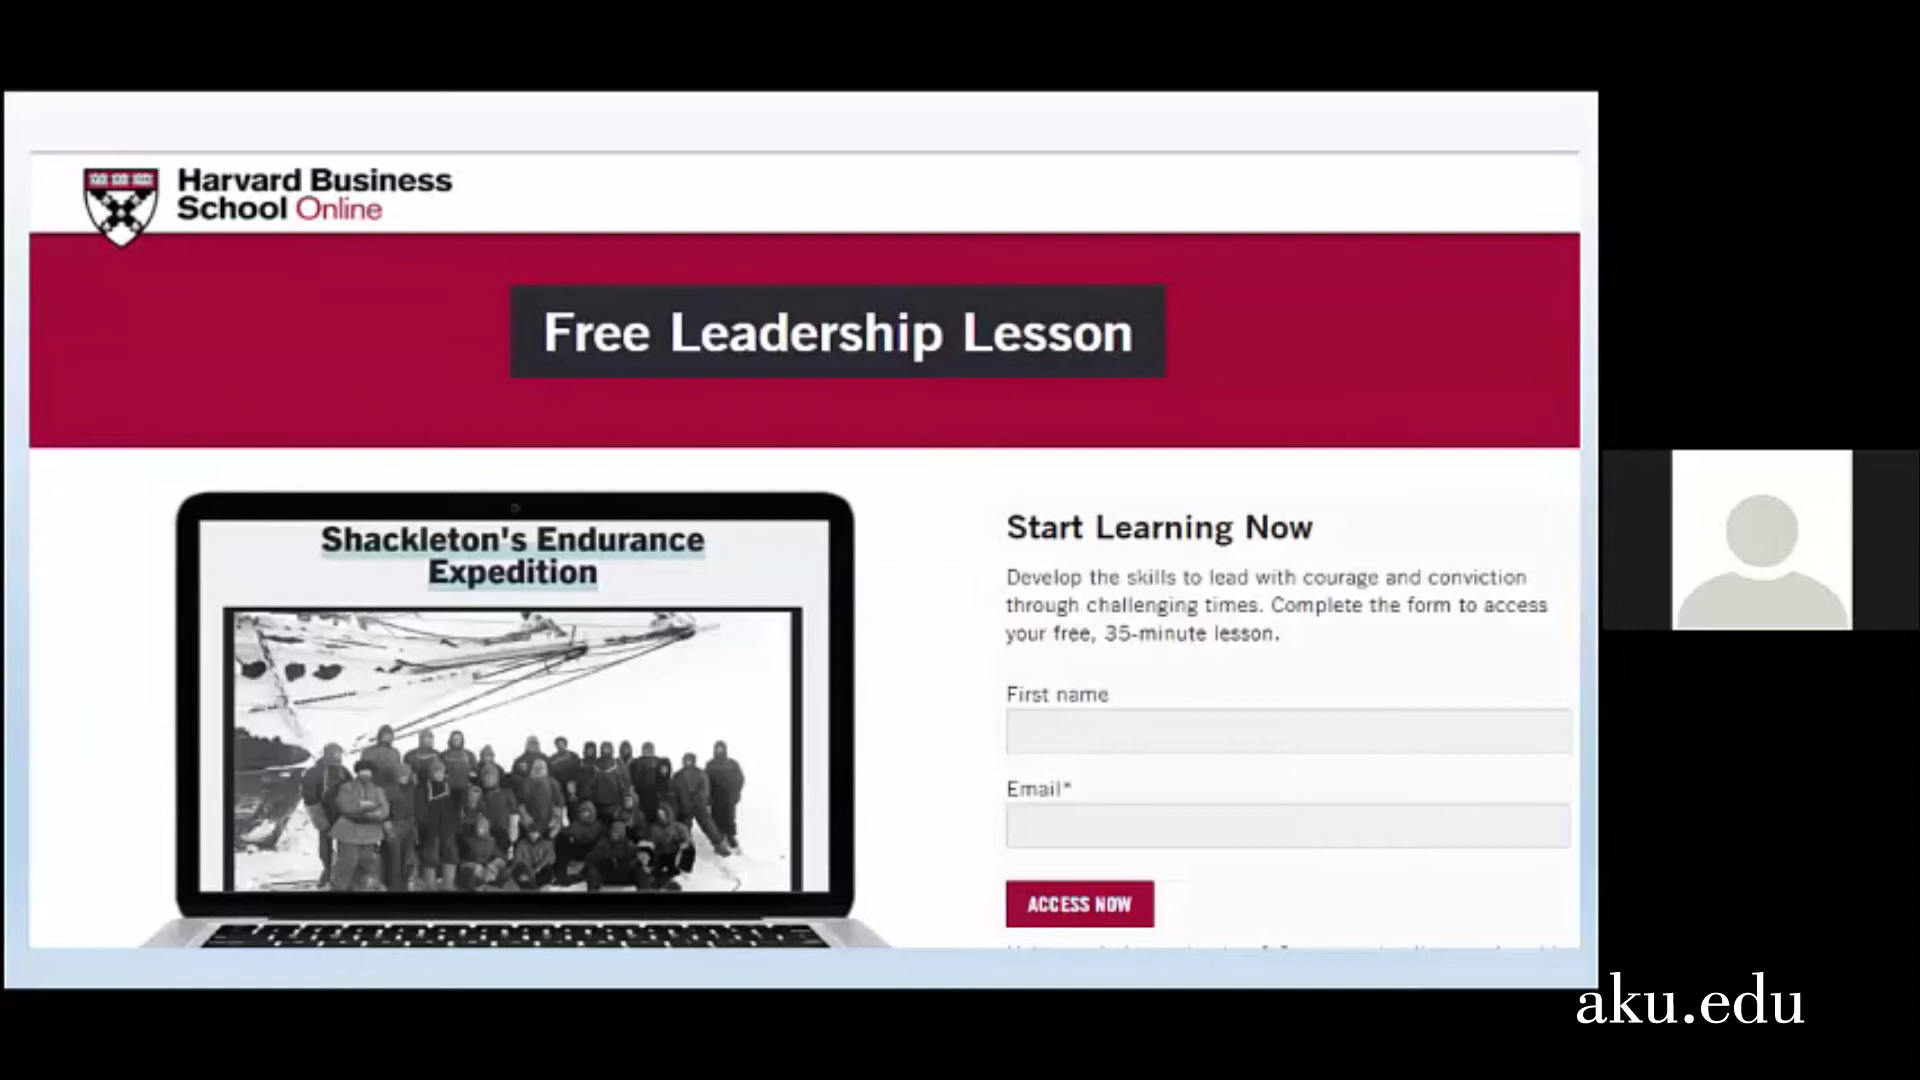 Harvard Business
School Online
Free Leadership Lesson
Shackleton's Endurance
Expedition
Start Learning Now
Develop the skills to lead with courage and conviction
through challenging times. Complete the form to access
your free, 35-minute lesson.
First name
Email*
ACCESS NOW
aku.edu